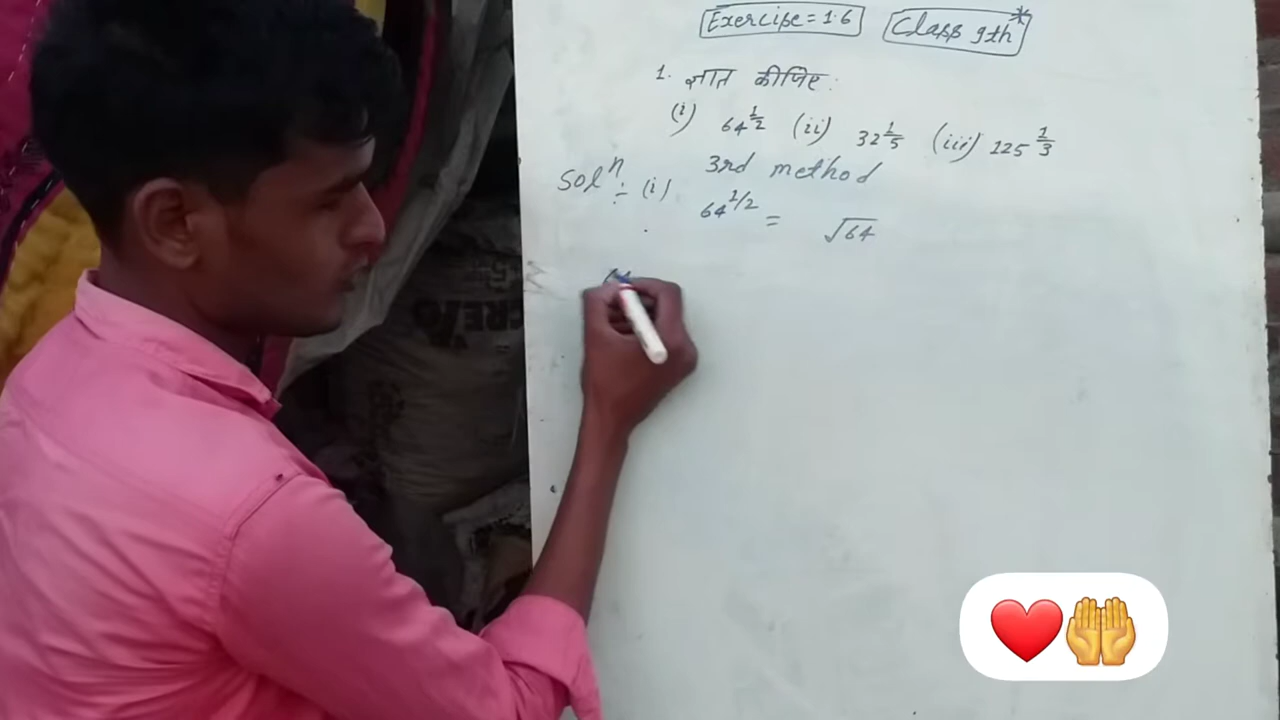 Exercise = 1.6 Class 9th*
1. ज्ञात कीजिए:
(i) 64^{1/2} (ii) 32^{1/5} (iii) 125^{1/3}
3rd method
Solⁿ ÷ (i) 64^{1/2} = √64